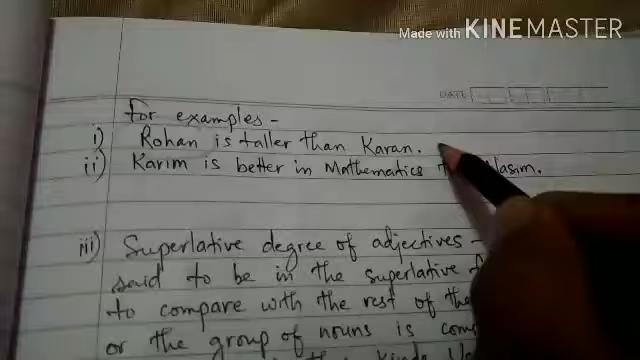 Made with KINEMASTER
DATE
for examples -
i) Rohan is taller than Karan.
ii) Karim is better in Mathematics Nasim.
iii) Superlative degree of adjectives -
said to be in the superlative
to compare with the rest of the
or the group of nouns is